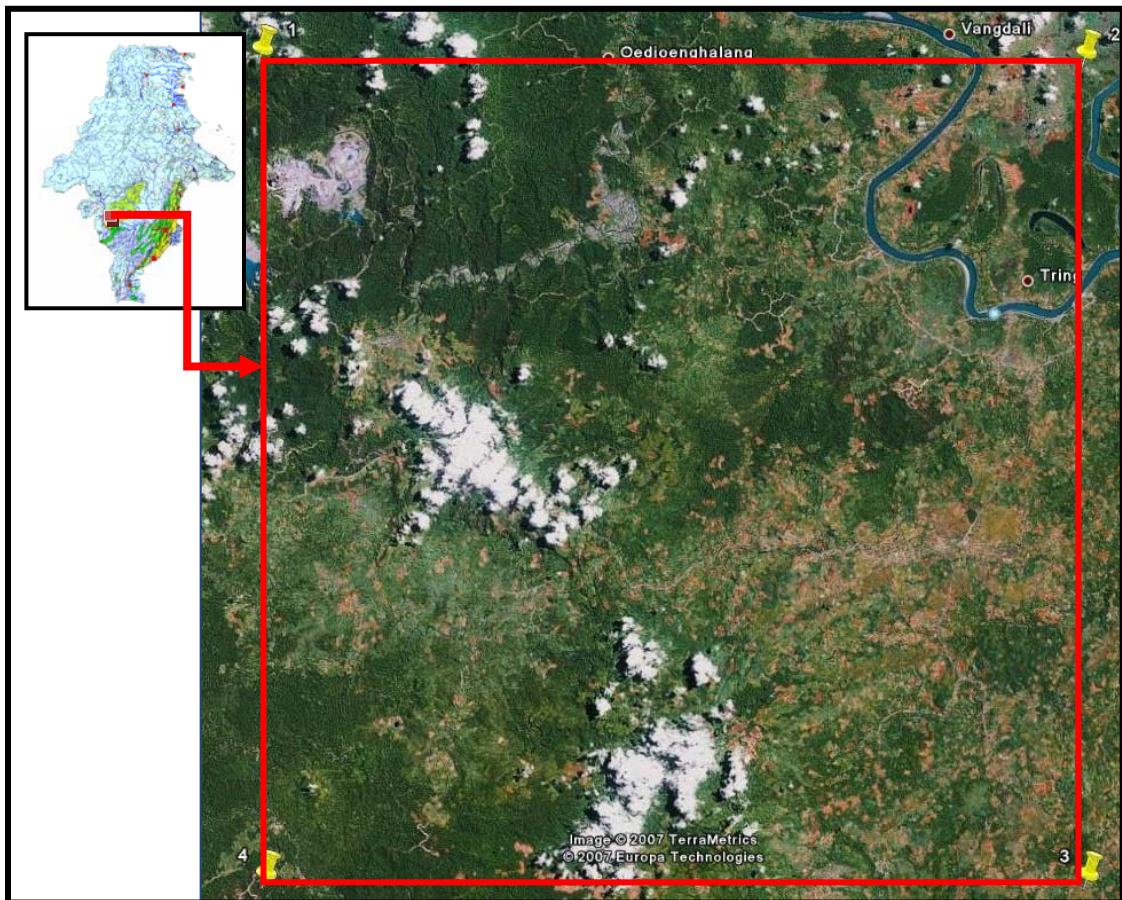 1
Vangdali
2
Oedjoenghalang
Tring
4
3
Image © 2007 TerraMetrics
© 2007 Europa Technologies